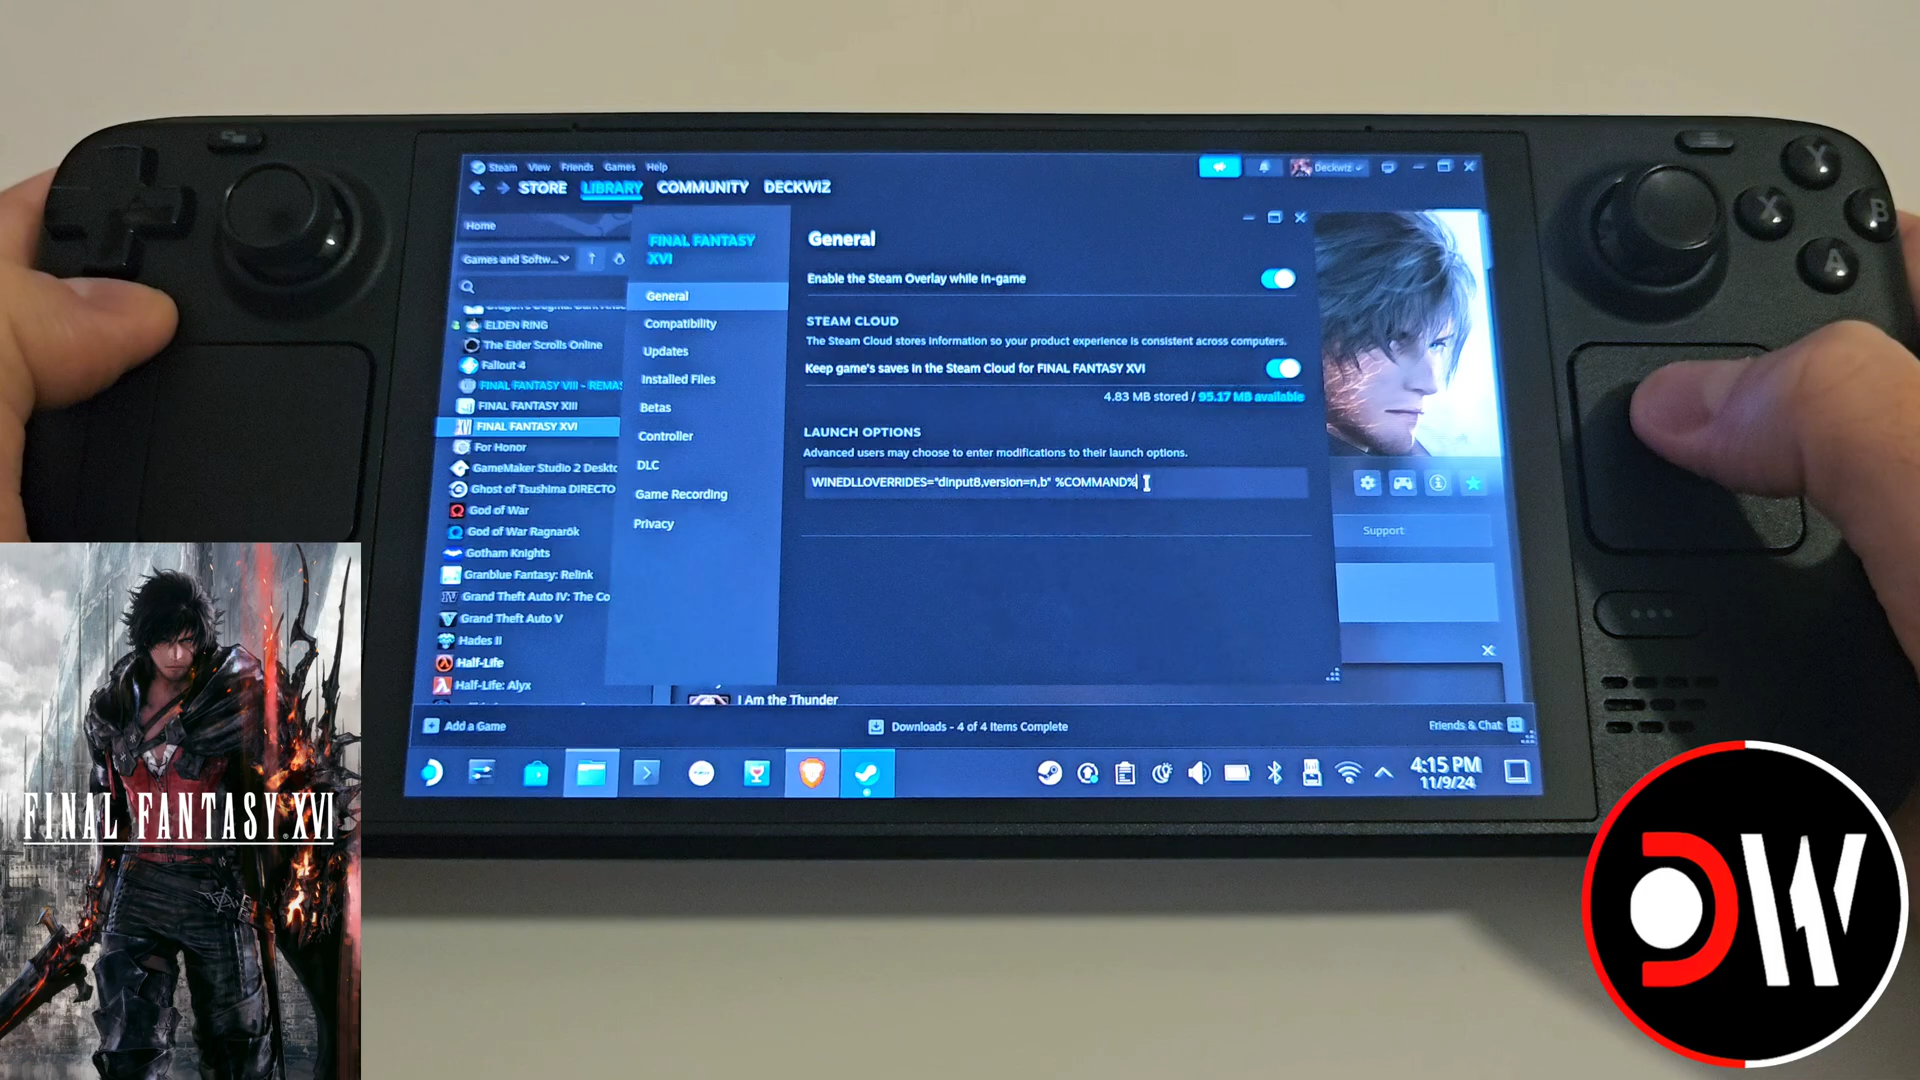 Steam View Friends Games Help
Deckwiz
STORE LIBRARY COMMUNITY DECKWIZ
Home
Games and Softw...
ELDEN RING
The Elder Scrolls Online
Fallout 4
FINAL FANTASY VIII - REMAS
FINAL FANTASY XIII
FINAL FANTASY XVI
For Honor
GameMaker Studio 2 Deskto
Ghost of Tsushima DIRECTO
God of War
God of War Ragnarök
Gotham Knights
Granblue Fantasy: Relink
Grand Theft Auto IV: The Co
Grand Theft Auto V
Hades II
Half-Life
Half-Life: Alyx
FINAL FANTASY
XVI
General
Compatibility
Updates
Installed Files
Betas
Controller
DLC
Game Recording
Privacy
General
Enable the Steam Overlay while in-game
STEAM CLOUD
The Steam Cloud stores information so your product experience is consistent across computers.
Keep game's saves in the Steam Cloud for FINAL FANTASY XVI
4.83 MB stored / 95.17 MB available
LAUNCH OPTIONS
Advanced users may choose to enter modifications to their launch options.
WINEDLLOVERRIDES="dinput8,version=n,b" %COMMAND%
Support
I Am the Thunder
Add a Game
Downloads - 4 of 4 Items Complete
Friends & Chat
4:15 PM
11/9/24
Y
X
B
A
FINAL FANTASY XVI
DW